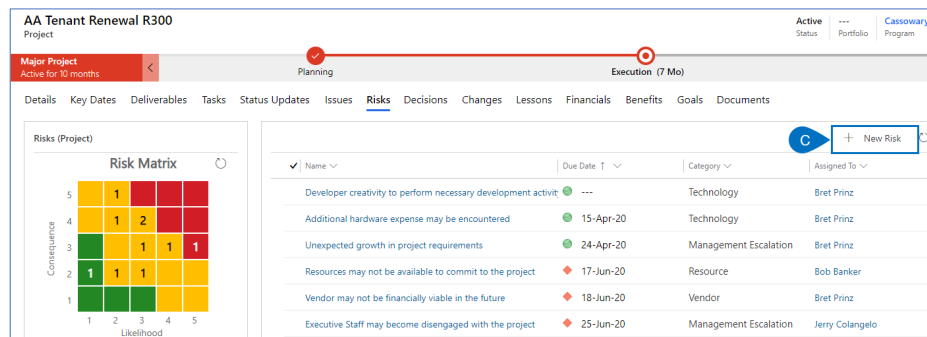 AA Tenant Renewal R300
Project
Active --- Cassowary
Status Portfolio Program
Major Project
Active for 10 months
Planning Execution (7 Mo)
Details Key Dates Deliverables Tasks Status Updates Issues Risks Decisions Changes Lessons Financials Benefits Goals Documents
Risks (Project)
C + New Risk
Risk Matrix
Name Due Date ↑ Category Assigned To
Developer creativity to perform necessary development activit --- Technology Bret Prinz
Additional hardware expense may be encountered 15-Apr-20 Technology Bret Prinz
Unexpected growth in project requirements 24-Apr-20 Management Escalation Bret Prinz
Resources may not be available to commit to the project 17-Jun-20 Resource Bob Banker
Vendor may not be financially viable in the future 18-Jun-20 Vendor Bret Prinz
Executive Staff may become disengaged with the project 25-Jun-20 Management Escalation Jerry Colangelo
Consequence
5 1
4 1 2
3 1 1 1
2 1 1 1
1
1 2 3 4 5
Likelihood